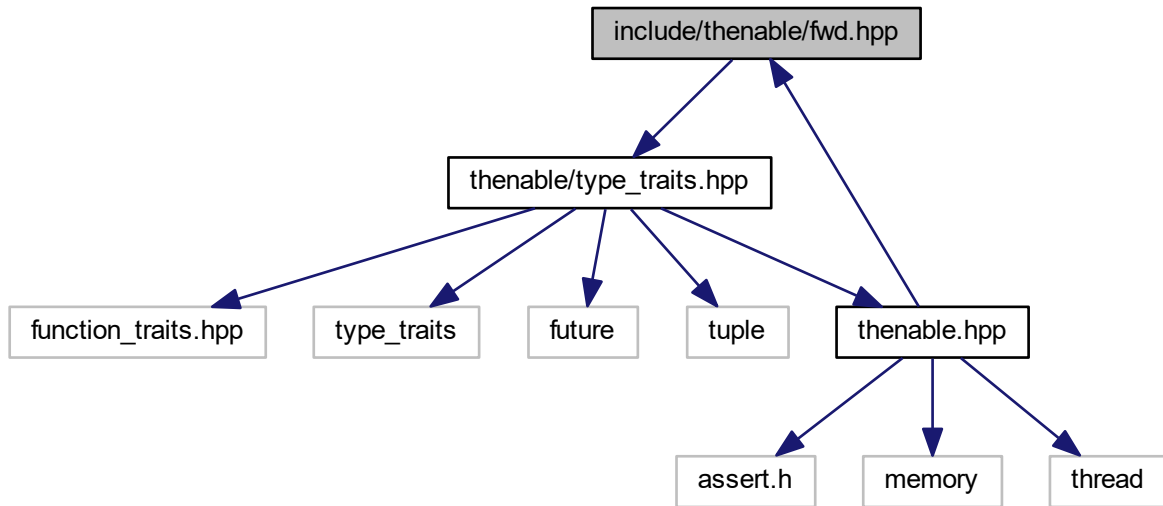 include/thenable/fwd.hpp
thenable/type_traits.hpp
function_traits.hpp
type_traits
future
tuple
thenable.hpp
assert.h
memory
thread